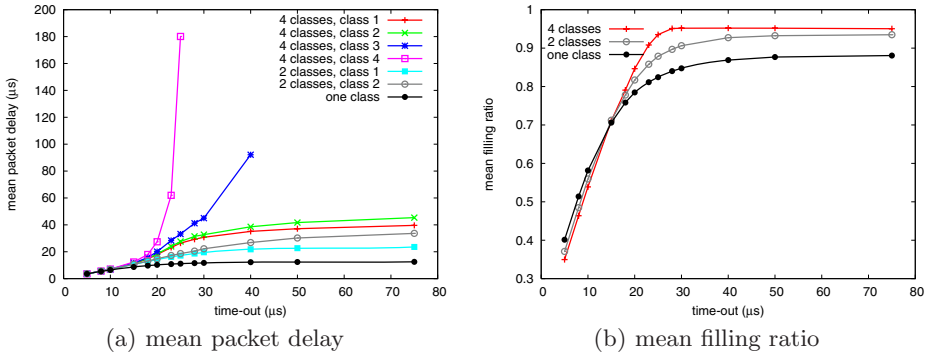 200
180
160
140
120
100
80
60
40
20
0
mean packet delay (µs)
4 classes, class 1
4 classes, class 2
4 classes, class 3
4 classes, class 4
2 classes, class 1
2 classes, class 2
one class
0 10 20 30 40 50 60 70 80
time-out (µs)
(a) mean packet delay
1
0.9
0.8
0.7
0.6
0.5
0.4
0.3
mean filling ratio
4 classes
2 classes
one class
0 10 20 30 40 50 60 70 80
time-out (µs)
(b) mean filling ratio